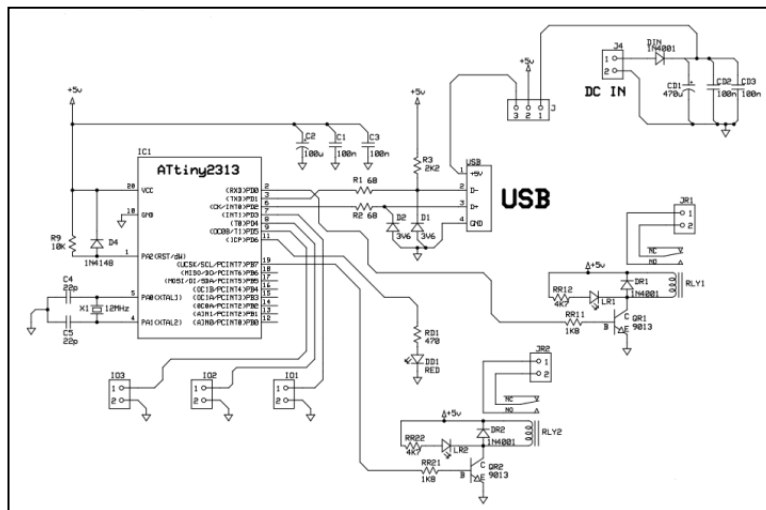 J4
DIN
1N4001
1
2
DC IN
CD1
470u
CD2
100n
CD3
100n
+5v
J
3 2 1
+5v
+5v
C2
100u
C1
100n
C3
100n
R3
2K2
IC1
ATtiny2313
20 VCC
10 GND
1 PA2(RST/dW)
5 PA0(XTAL1)
4 PA1(XTAL2)
(RXD)PD0 2
(TXD)PD1 3
(CK/INT0)PD2 6
(INT1)PD3 7
(T0)PD4 8
(OC0B/T1)PD5 9
(ICP)PD6 11
(UCSK/SCL/PCINT7)PB7 19
(MISO/DO/PCINT6)PB6 18
(MOSI/DI/SDA/PCINT5)PB5 17
(OC1B/PCINT4)PB4 16
(OC1A/PCINT3)PB3 15
(OC0A/PCINT2)PB2 14
(AIN1/PCINT1)PB1 13
(AIN0/PCINT0)PB0 12
R1 68
R2 68
D2
3V6
D1
3V6
USB
1 +5V
2 D-
3 D+
4 GND
USB
R9
10K
D4
1N4148
C4
22p
X1 12MHz
C5
22p
JR1
1
2
NC
NO
+5v
RR12
4K7
LR1
DR1
1N4001
RLY1
RR11
1K8
B C E
QR1
9013
RD1
470
DD1
RED
IO3
1
2
IO2
1
2
IO1
1
2
JR2
1
2
NC
NO
+5v
RR22
4K7
LR2
DR2
1N4001
RLY2
RR21
1K8
B C E
QR2
9013